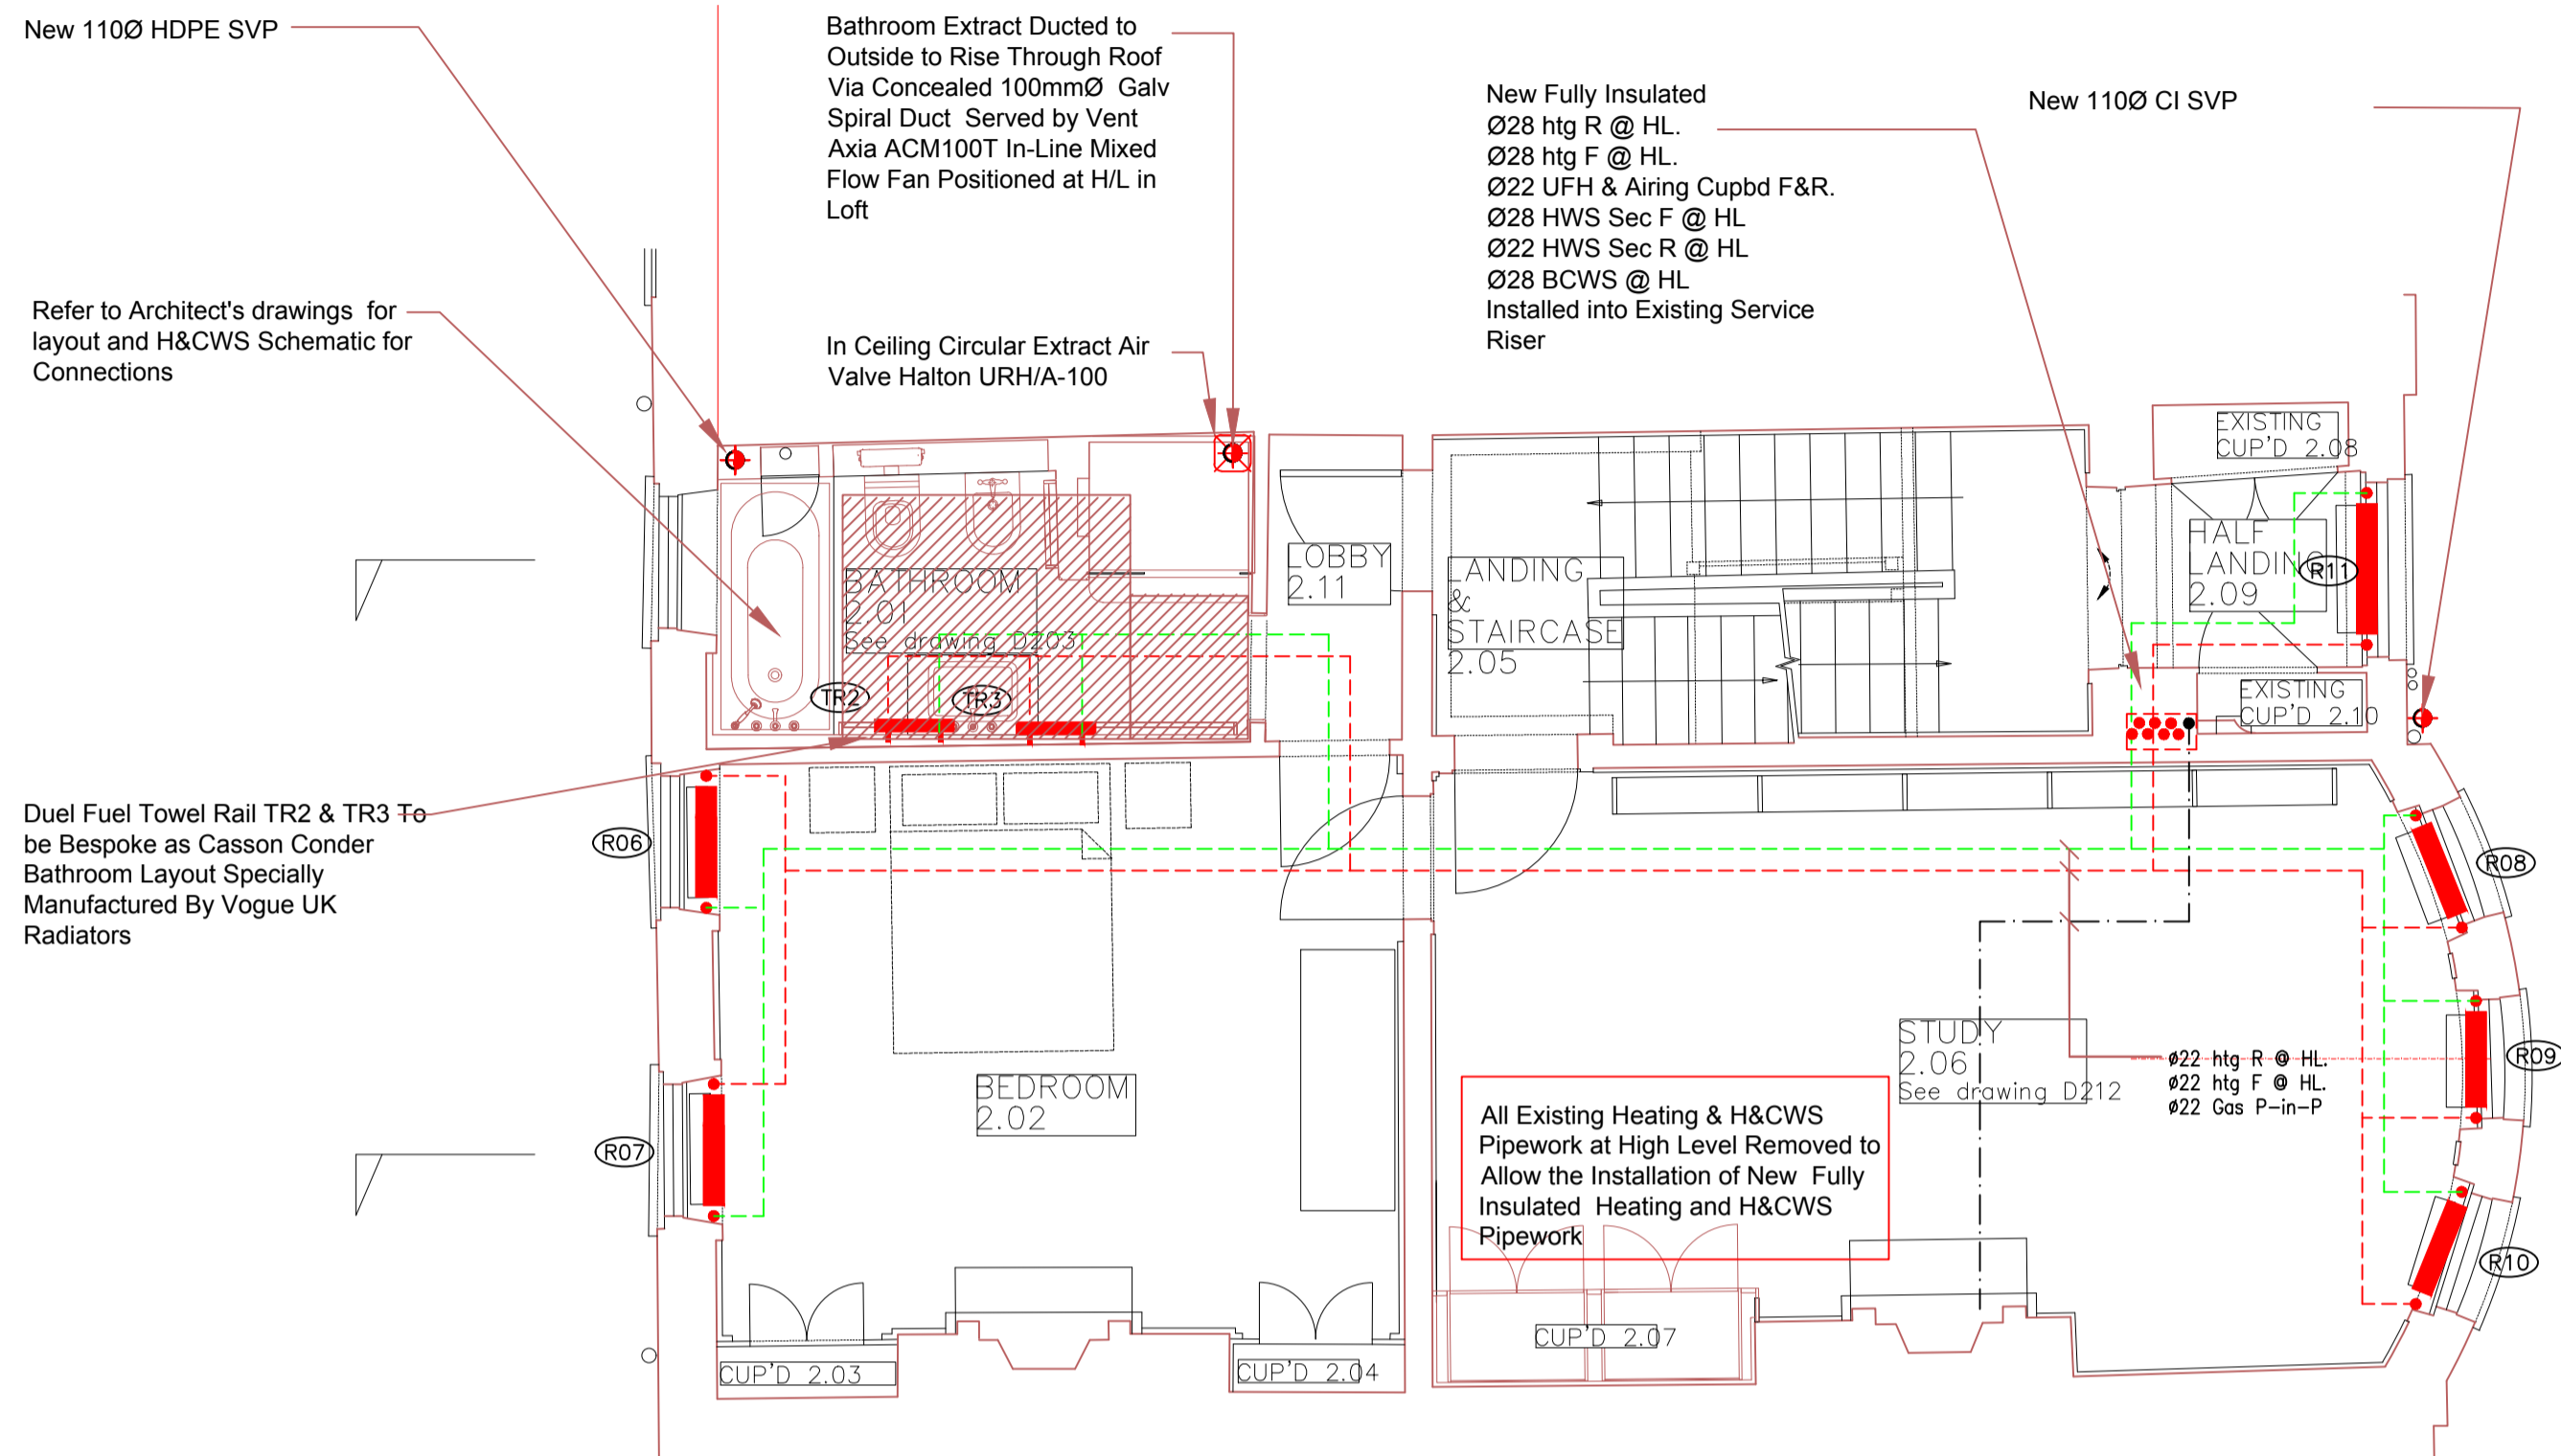 New 110Ø HDPE SVP
Bathroom Extract Ducted to
Outside to Rise Through Roof
Via Concealed 100mmØ Galv
Spiral Duct Served by Vent
Axia ACM100T In-Line Mixed
Flow Fan Positioned at H/L in
Loft
New Fully Insulated
Ø28 htg R @ HL.
Ø28 htg F @ HL.
Ø22 UFH & Airing Cupbd F&R.
Ø28 HWS Sec F @ HL
Ø22 HWS Sec R @ HL
Ø28 BCWS @ HL
Installed into Existing Service
Riser
New 110Ø CI SVP
Refer to Architect's drawings for
layout and H&CWS Schematic for
Connections
In Ceiling Circular Extract Air
Valve Halton URH/A-100
EXISTING
CUP'D 2.08
HALF
LANDING
2.09
R11
LOBBY
2.11
LANDING
&
STAIRCASE
2.05
BATHROOM
2.01
See drawing D203
TR2
TR3
EXISTING
CUP'D 2.10
Duel Fuel Towel Rail TR2 & TR3 To
be Bespoke as Casson Conder
Bathroom Layout Specially
Manufactured By Vogue UK
Radiators
R06
R08
R07
BEDROOM
2.02
STUDY
2.06
See drawing D212
ø22 htg R @ HL.
ø22 htg F @ HL.
ø22 Gas P-in-P
R09
All Existing Heating & H&CWS
Pipework at High Level Removed to
Allow the Installation of New Fully
Insulated Heating and H&CWS
Pipework
R10
CUP'D 2.03
CUP'D 2.04
CUP'D 2.07